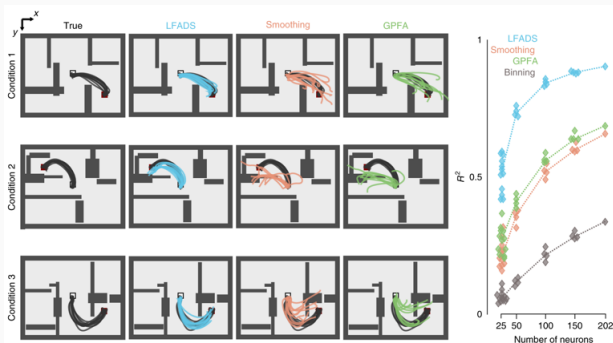 x
y
True
LFADS
Smoothing
GPFA
Condition 1
Condition 2
Condition 3
LFADS
Smoothing
GPFA
Binning
1
0.5
0
R²
25 50 100 150 202
Number of neurons